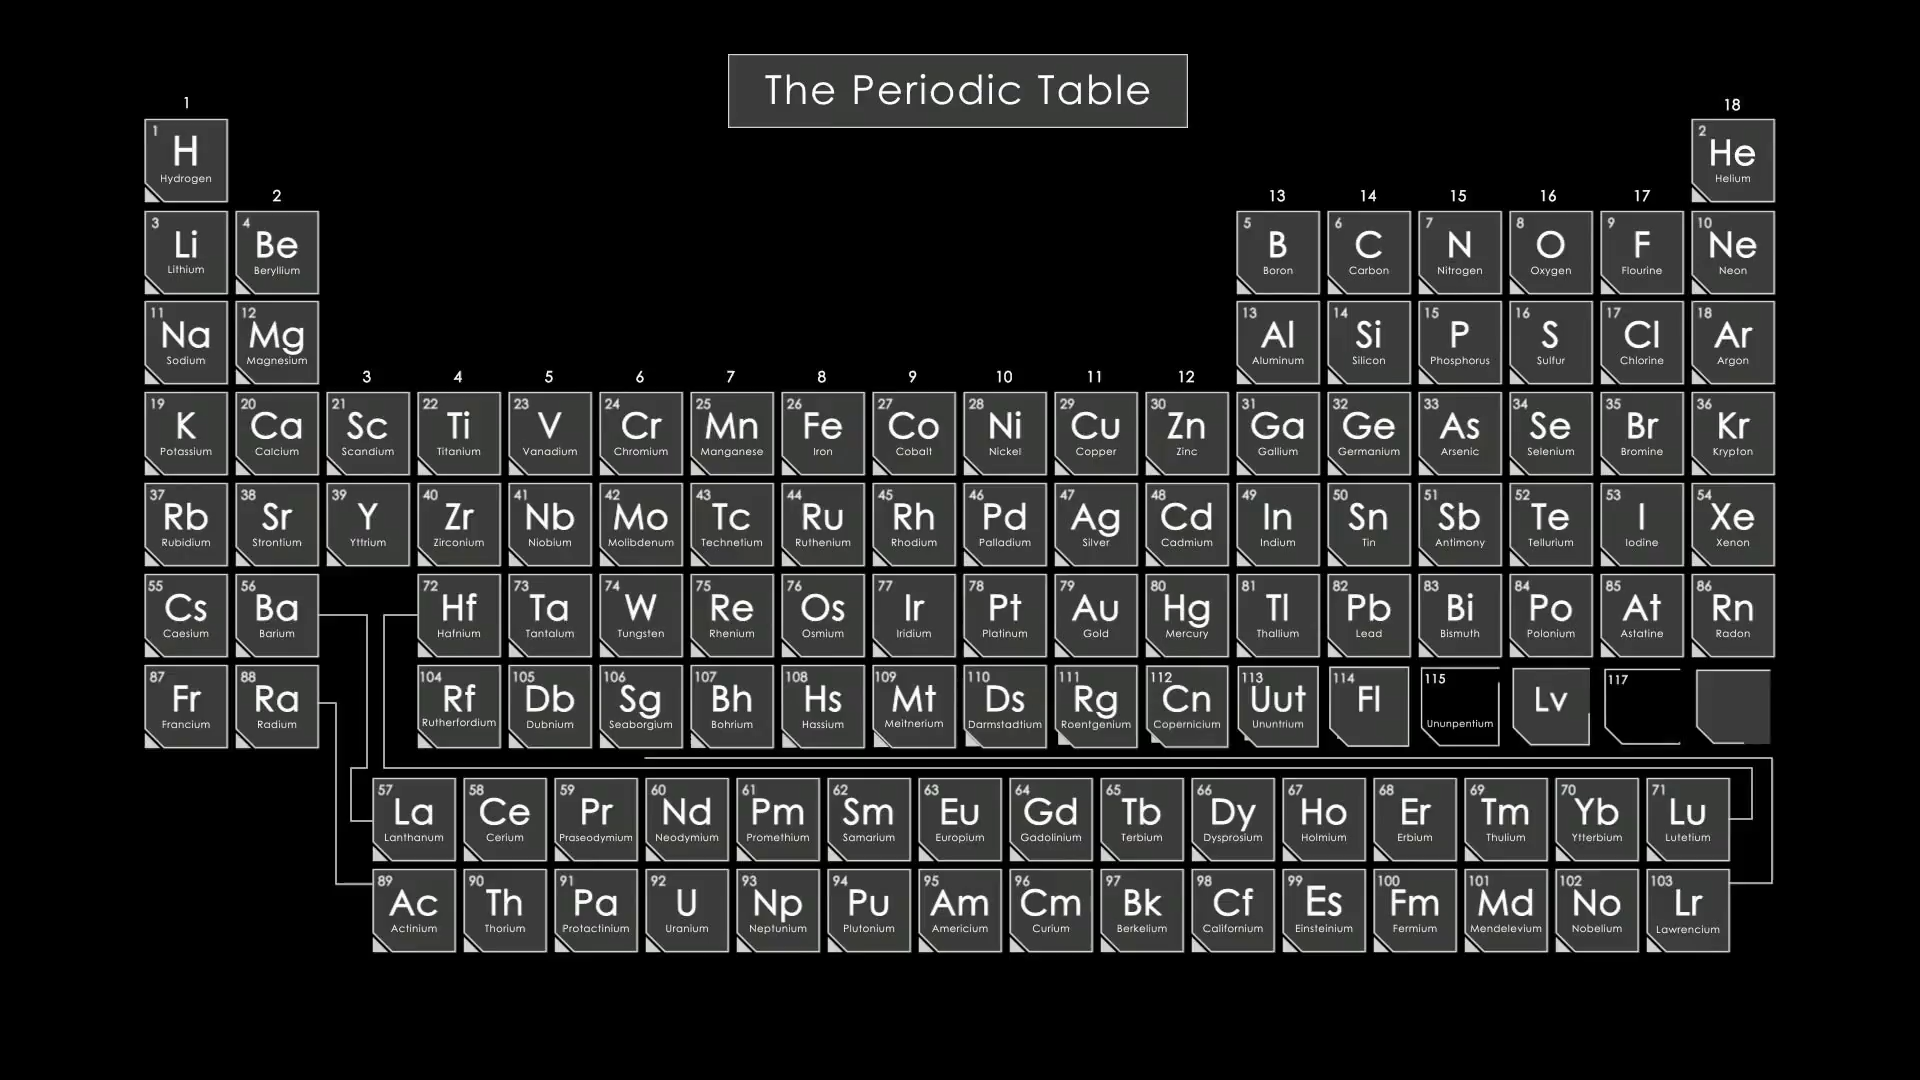 The Periodic Table
1 18
1 2
H He
Hydrogen Helium
2 13 14 15 16 17
3 4 5 6 7 8 9 10
Li Be B C N O F Ne
Lithium Beryllium Boron Carbon Nitrogen Oxygen Flourine Neon
11 12 13 14 15 16 17 18
Na Mg Al Si P S Cl Ar
Sodium Magnesium Aluminum Silicon Phosphorus Sulfur Chlorine Argon
3 4 5 6 7 8 9 10 11 12
19 20 21 22 23 24 25 26 27 28 29 30 31 32 33 34 35 36
K Ca Sc Ti V Cr Mn Fe Co Ni Cu Zn Ga Ge As Se Br Kr
Potassium Calcium Scandium Titanium Vanadium Chromium Manganese Iron Cobalt Nickel Copper Zinc Gallium Germanium Arsenic Selenium Bromine Krypton
37 38 39 40 41 42 43 44 45 46 47 48 49 50 51 52 53 54
Rb Sr Y Zr Nb Mo Tc Ru Rh Pd Ag Cd In Sn Sb Te I Xe
Rubidium Strontium Yttrium Zirconium Niobium Molibdenum Technetium Ruthenium Rhodium Palladium Silver Cadmium Indium Tin Antimony Tellurium Iodine Xenon
55 56 72 73 74 75 76 77 78 79 80 81 82 83 84 85 86
Cs Ba Hf Ta W Re Os Ir Pt Au Hg Tl Pb Bi Po At Rn
Caesium Barium Hafnium Tantalum Tungsten Rhenium Osmium Iridium Platinum Gold Mercury Thallium Lead Bismuth Polonium Astatine Radon
87 88 104 105 106 107 108 109 110 111 112 113 114 115 117
Fr Ra Rf Db Sg Bh Hs Mt Ds Rg Cn Uut Fl Lv
Francium Radium Rutherfordium Dubnium Seaborgium Bohrium Hassium Meitnerium Darmstadtium Roentgenium Copernicium Ununtrium Ununpentium
57 58 59 60 61 62 63 64 65 66 67 68 69 70 71
La Ce Pr Nd Pm Sm Eu Gd Tb Dy Ho Er Tm Yb Lu
Lanthanum Cerium Praseodymium Neodymium Promethium Samarium Europium Gadolinium Terbium Dysprosium Holmium Erbium Thulium Ytterbium Lutetium
89 90 91 92 93 94 95 96 97 98 99 100 101 102 103
Ac Th Pa U Np Pu Am Cm Bk Cf Es Fm Md No Lr
Actinium Thorium Protactinium Uranium Neptunium Plutonium Americium Curium Berkelium Californium Einsteinium Fermium Mendelevium Nobelium Lawrencium